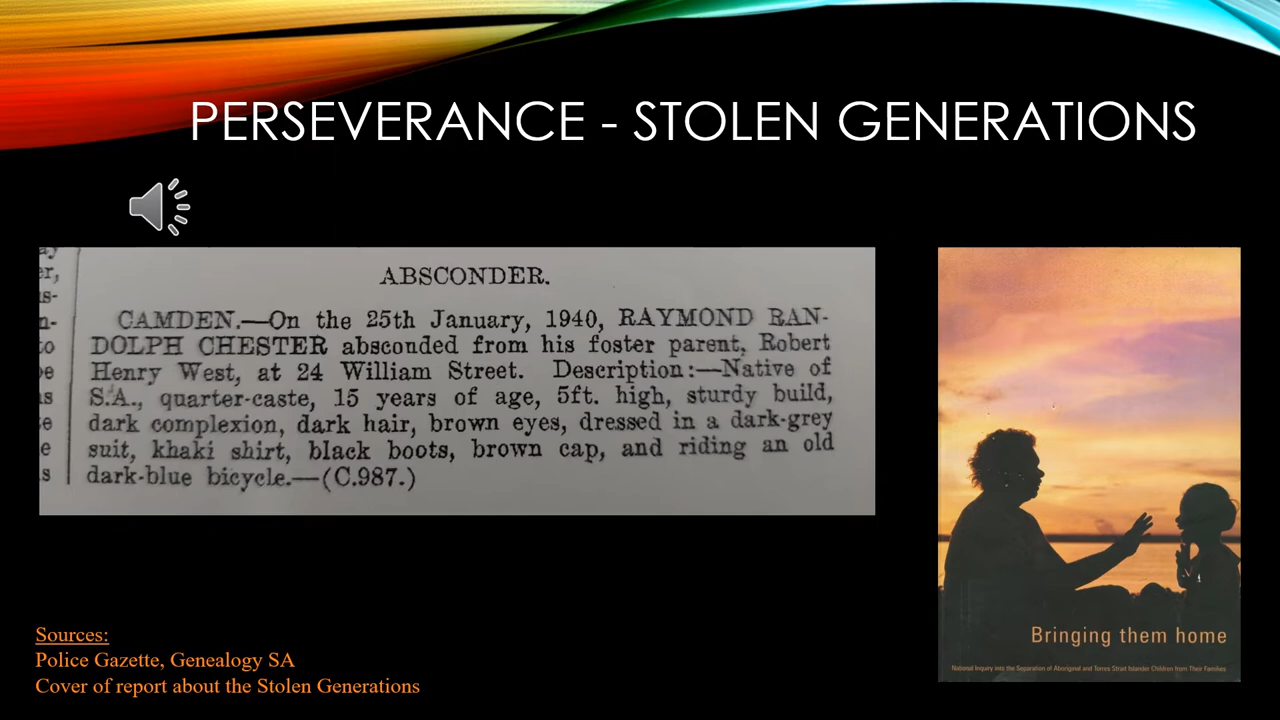 PERSEVERANCE - STOLEN GENERATIONS
ABSCONDER.
CAMDEN.—On the 25th January, 1940, RAYMOND RAN-
DOLPH CHESTER absconded from his foster parent, Robert
Henry West, at 24 William Street. Description:—Native of
S.A., quarter-caste, 15 years of age, 5ft. high, sturdy build,
dark complexion, dark hair, brown eyes, dressed in a dark-grey
suit, khaki shirt, black boots, brown cap, and riding an old
dark-blue bicycle.—(C.987.)
Bringing them home
National Inquiry into the Separation of Aboriginal and Torres Strait Islander Children from Their Families
Sources:
Police Gazette, Genealogy SA
Cover of report about the Stolen Generations